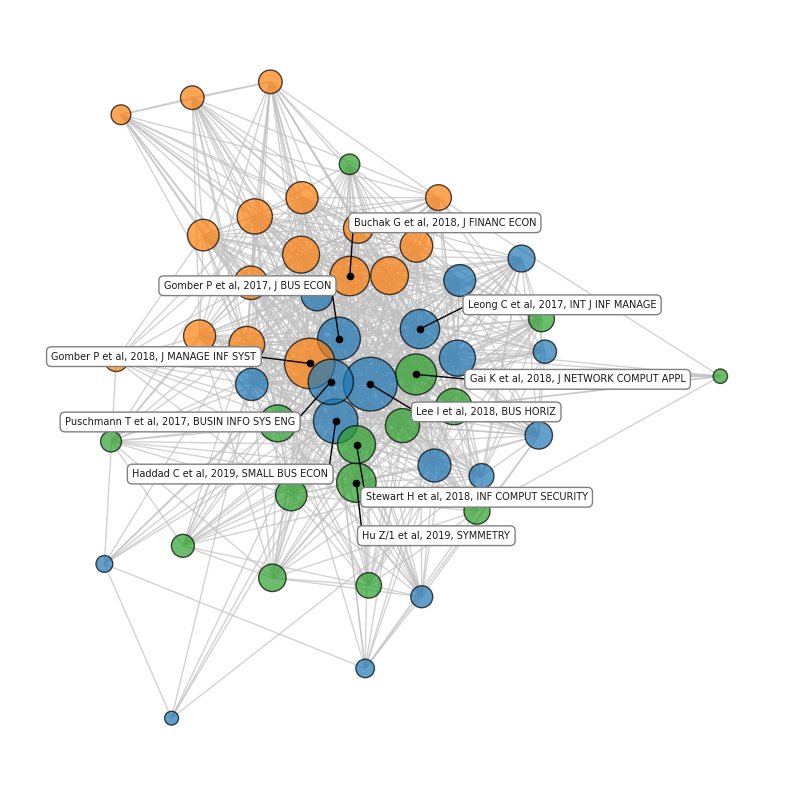 Buchak G et al, 2018, J FINANC ECON
Gomber P et al, 2017, J BUS ECON
Leong C et al, 2017, INT J INF MANAGE
Gomber P et al, 2018, J MANAGE INF SYST
Gai K et al, 2018, J NETWORK COMPUT APPL
Lee I et al, 2018, BUS HORIZ
Puschmann T et al, 2017, BUSIN INFO SYS ENG
Haddad C et al, 2019, SMALL BUS ECON
Stewart H et al, 2018, INF COMPUT SECURITY
Hu Z/1 et al, 2019, SYMMETRY